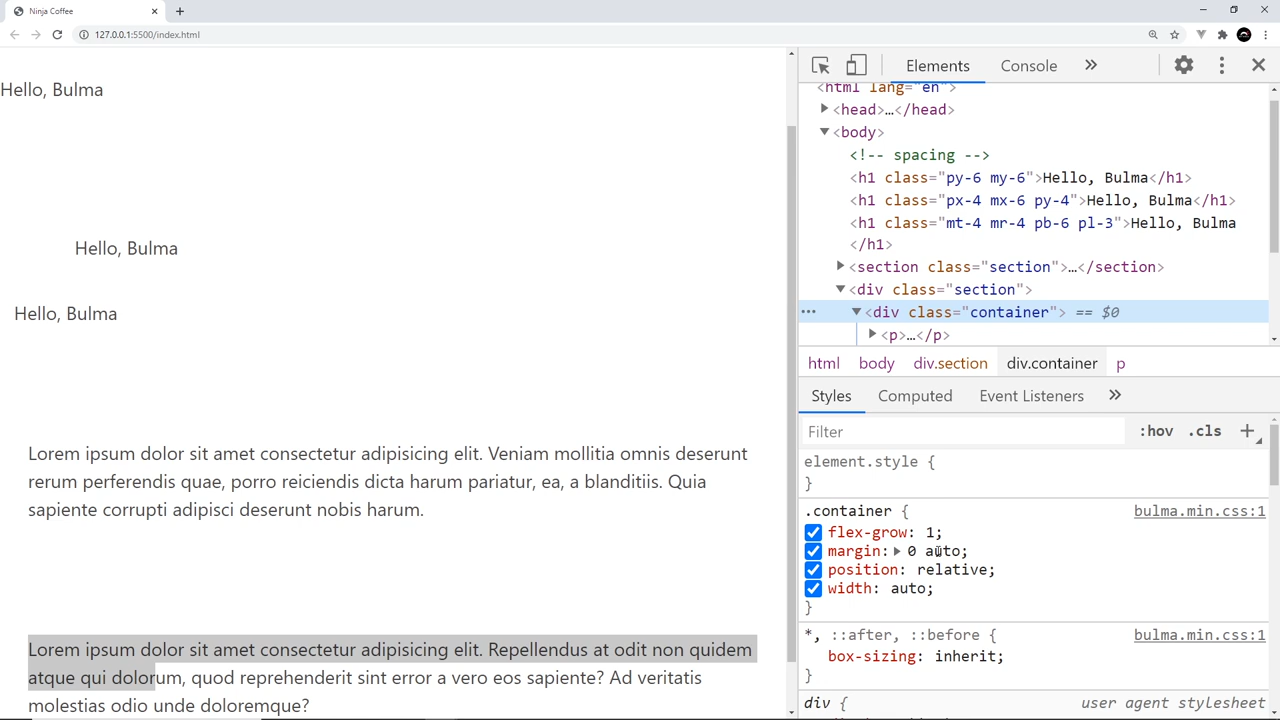 Ninja Coffee
127.0.0.1:5500/index.html
Hello, Bulma
Hello, Bulma
Hello, Bulma
Lorem ipsum dolor sit amet consectetur adipisicing elit. Veniam mollitia omnis deserunt
rerum perferendis quae, porro reiciendis dicta harum pariatur, ea, a blanditiis. Quia
sapiente corrupti adipisci deserunt nobis harum.
Lorem ipsum dolor sit amet consectetur adipisicing elit. Repellendus at odit non quidem
atque qui dolorum, quod reprehenderit sint error a vero eos sapiente? Ad veritatis
molestias odio unde doloremque?
Elements Console »
<html lang="en">
<head>…</head>
<body>
<!-- spacing -->
<h1 class="py-6 my-6">Hello, Bulma</h1>
<h1 class="px-4 mx-6 py-4">Hello, Bulma</h1>
<h1 class="mt-4 mr-4 pb-6 pl-3">Hello, Bulma
</h1>
<section class="section">…</section>
<div class="section">
<div class="container"> == $0
<p>…</p>
html body div.section div.container p
Styles Computed Event Listeners »
Filter :hov .cls +
element.style {
}
.container { bulma.min.css:1
flex-grow: 1;
margin: 0 auto;
position: relative;
width: auto;
}
*, ::after, ::before { bulma.min.css:1
box-sizing: inherit;
}
div { user agent stylesheet